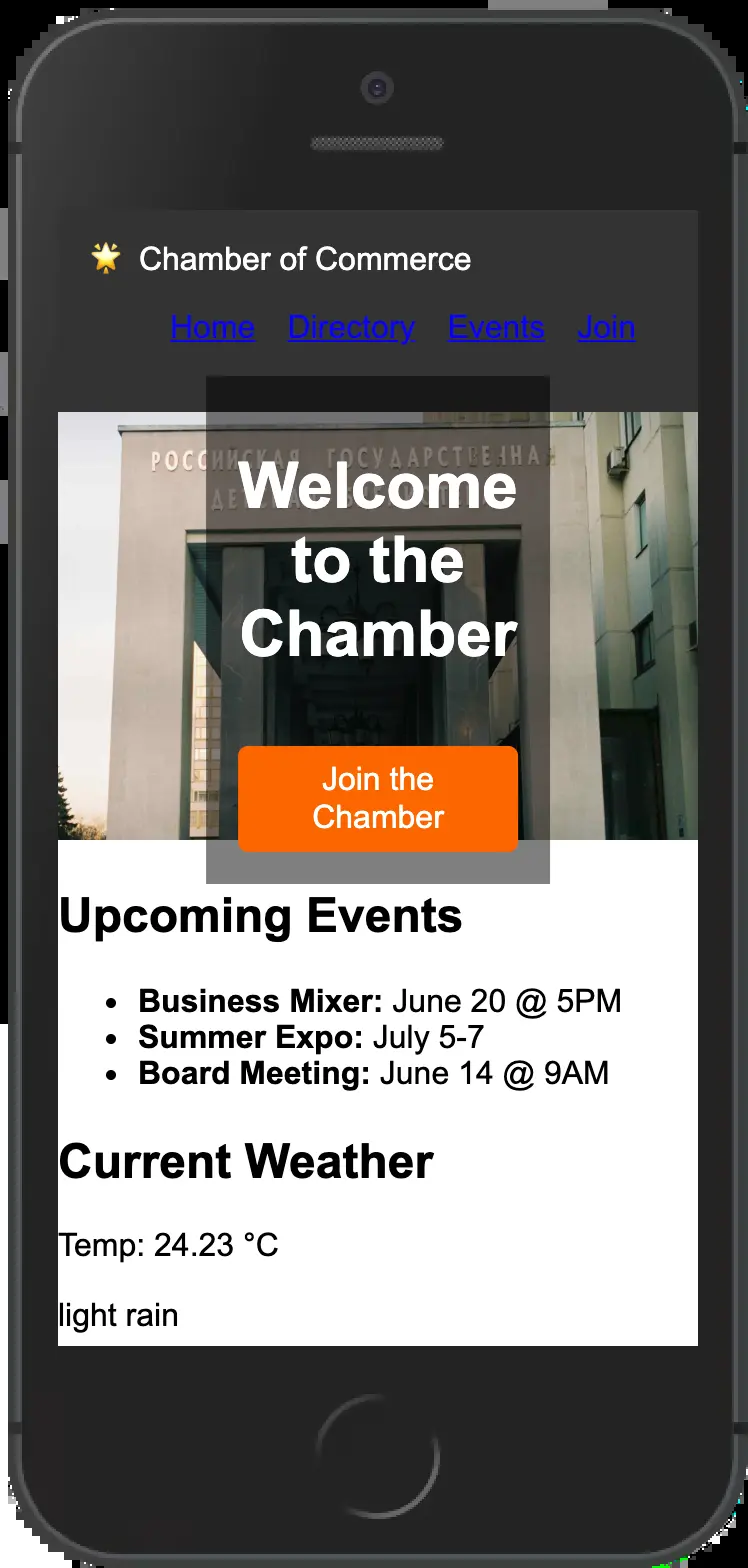 🌟 Chamber of Commerce
Home Directory Events Join
РОССИЙСКАЯ ГОСУДАРСТВЕННАЯ
Welcome
to the
Chamber
Join the
Chamber
Upcoming Events
• Business Mixer: June 20 @ 5PM
• Summer Expo: July 5-7
• Board Meeting: June 14 @ 9AM
Current Weather
Temp: 24.23 °C
light rain